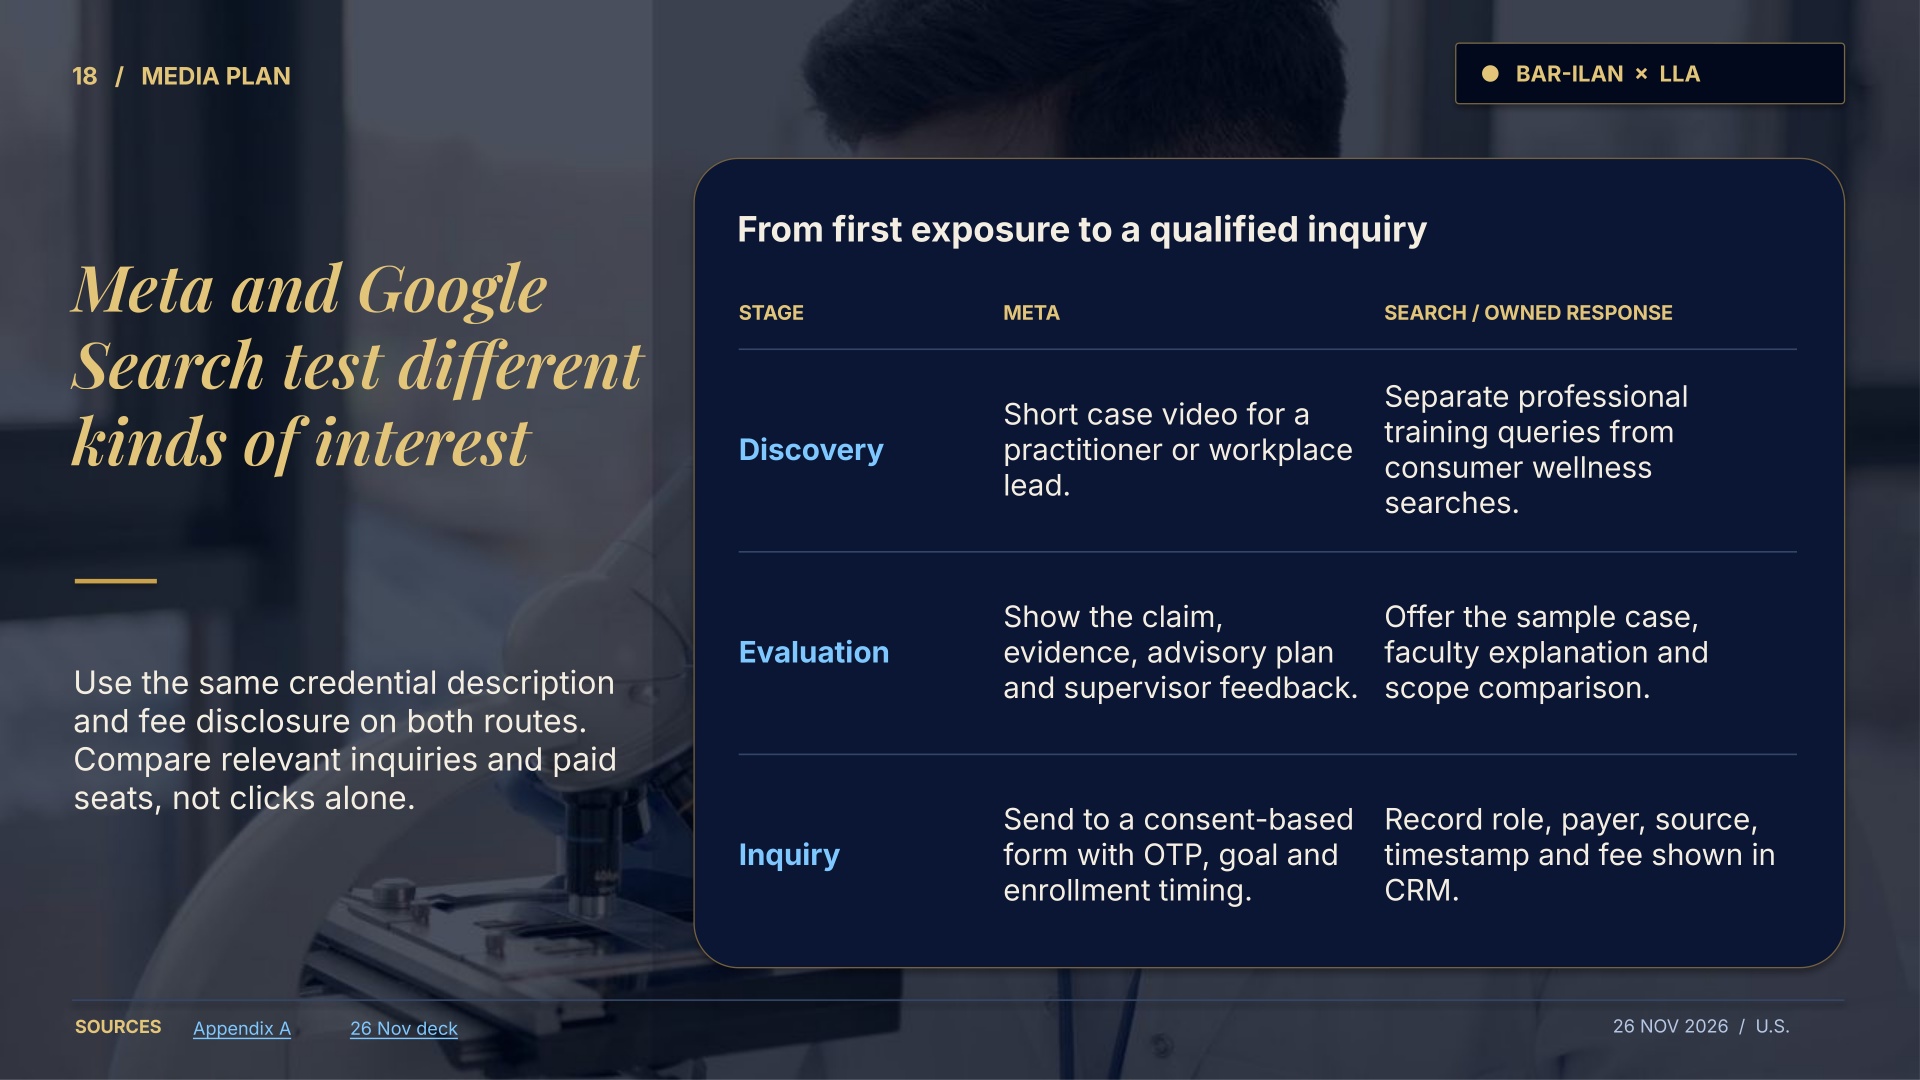 18 / MEDIA PLAN
BAR-ILAN × LLA
Meta and Google
Search test different
kinds of interest
Use the same credential description
and fee disclosure on both routes.
Compare relevant inquiries and paid
seats, not clicks alone.
From first exposure to a qualified inquiry
STAGE META SEARCH / OWNED RESPONSE
Discovery
Short case video for a
practitioner or workplace
lead.
Separate professional
training queries from
consumer wellness
searches.
Evaluation
Show the claim,
evidence, advisory plan
and supervisor feedback.
Offer the sample case,
faculty explanation and
scope comparison.
Inquiry
Send to a consent-based
form with OTP, goal and
enrollment timing.
Record role, payer, source,
timestamp and fee shown in
CRM.
SOURCES Appendix A 26 Nov deck
26 NOV 2026 / U.S.